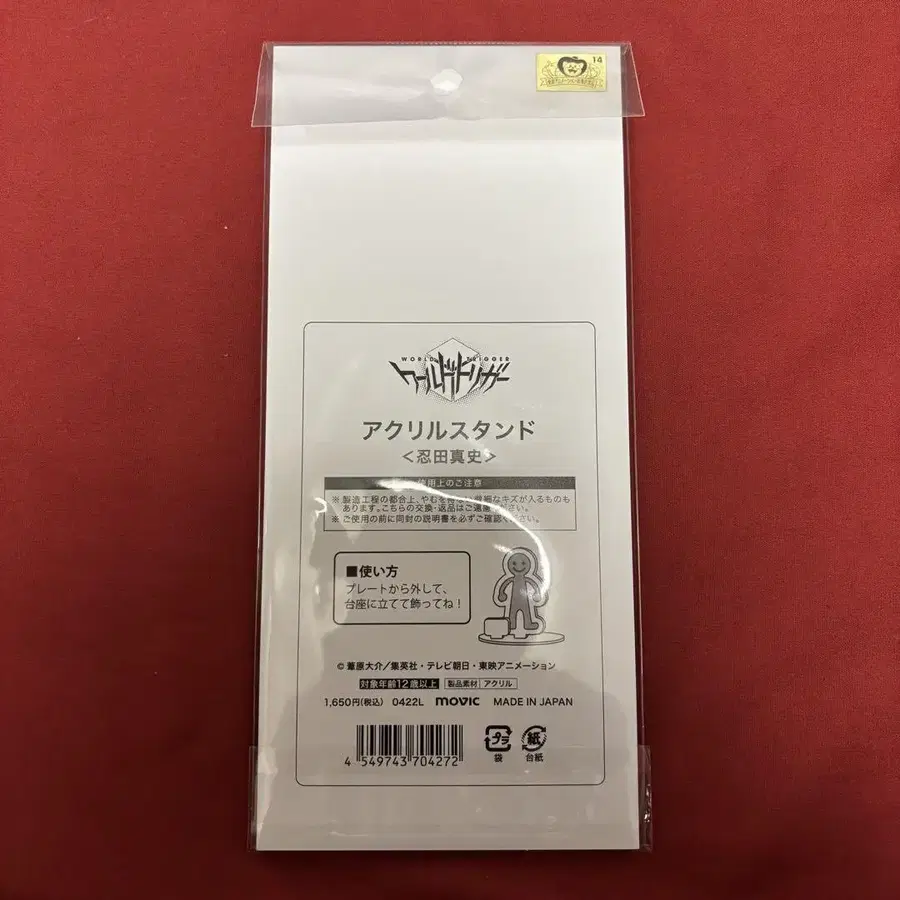 14
WORLD TRIGGER
ワールドトリガー
アクリルスタンド
<忍田真史>
使用上のご注意
※製造工程の都合上、やむを得ない微細なキズが入るものも
あります。こちらの交換・返品はご遠慮ください。
※ご使用の前に同封の説明書を必ずご確認ください。
■使い方
プレートから外して、
台座に立てて飾ってね!
©葦原大介/集英社・テレビ朝日・東映アニメーション
対象年齢12歳以上 製品素材 アクリル
1,650円(税込) 0422L movic MADE IN JAPAN
4 549743 704272
プラ 紙
袋 台紙